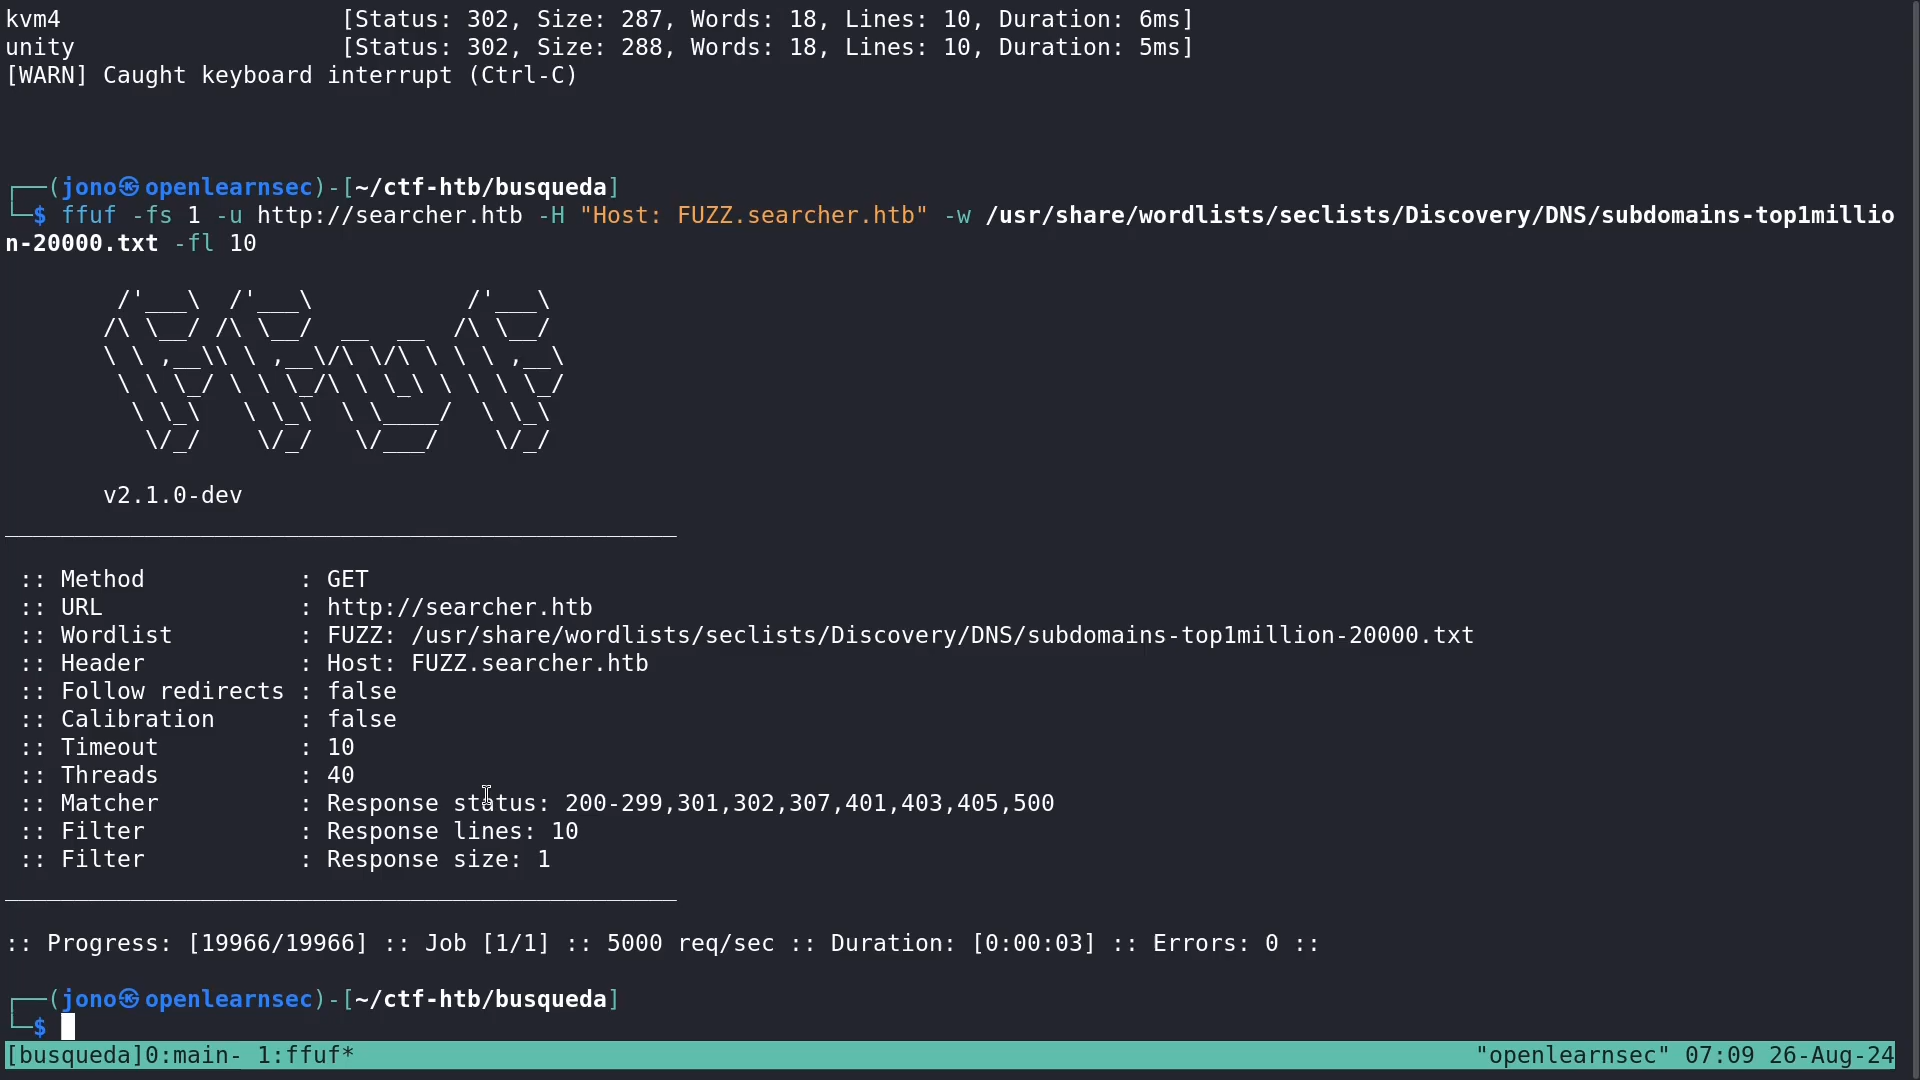 kvm4                    [Status: 302, Size: 287, Words: 18, Lines: 10, Duration: 6ms]
unity                   [Status: 302, Size: 288, Words: 18, Lines: 10, Duration: 5ms]
[WARN] Caught keyboard interrupt (Ctrl-C)
┌──(jono㉿openlearnsec)-[~/ctf-htb/busqueda]
└─$ ffuf -fs 1 -u http://searcher.htb -H "Host: FUZZ.searcher.htb" -w /usr/share/wordlists/seclists/Discovery/DNS/subdomains-top1millio
n-20000.txt -fl 10
        /'___\  /'___\           /'___\
       /\ \__/ /\ \__/  __  __  /\ \__/
       \ \ ,__\\ \ ,__\/\ \/\ \ \ \ ,__\
        \ \ \_/ \ \ \_/\ \ \_\ \ \ \ \_/
         \ \_\   \ \_\  \ \____/  \ \_\
          \/_/    \/_/   \/___/    \/_/
       v2.1.0-dev
________________________________________________
 :: Method           : GET
 :: URL              : http://searcher.htb
 :: Wordlist         : FUZZ: /usr/share/wordlists/seclists/Discovery/DNS/subdomains-top1million-20000.txt
 :: Header           : Host: FUZZ.searcher.htb
 :: Follow redirects : false
 :: Calibration      : false
 :: Timeout          : 10
 :: Threads          : 40
 :: Matcher          : Response status: 200-299,301,302,307,401,403,405,500
 :: Filter           : Response lines: 10
 :: Filter           : Response size: 1
________________________________________________
:: Progress: [19966/19966] :: Job [1/1] :: 5000 req/sec :: Duration: [0:00:03] :: Errors: 0 ::
┌──(jono㉿openlearnsec)-[~/ctf-htb/busqueda]
└─$
[busqueda]0:main- 1:ffuf* "openlearnsec" 07:09 26-Aug-24